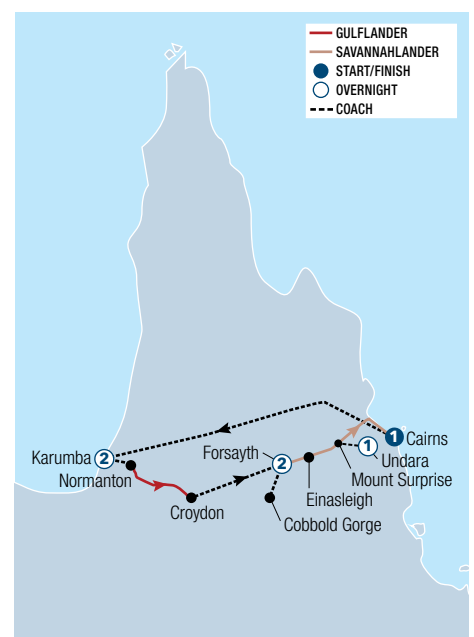 GULFLANDER
SAVANNAHLANDER
START/FINISH
OVERNIGHT
COACH
1 Cairns
Karumba 2
Forsayth 2
1
Undara
Normanton
Mount Surprise
Einasleigh
Croydon
Cobbold Gorge